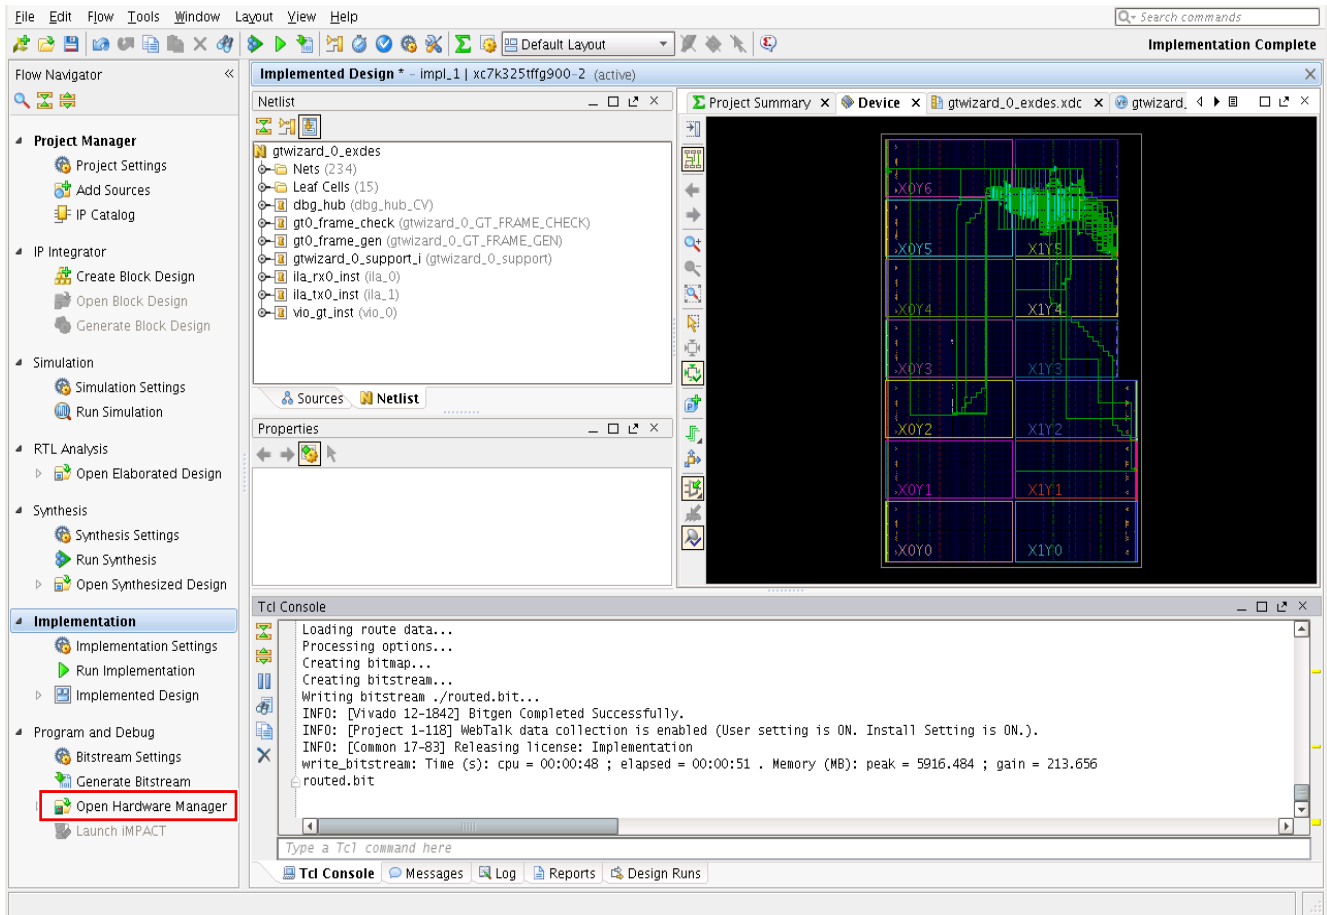 File Edit Flow Tools Window Layout View Help
Search commands
Default Layout
Implementation Complete
Flow Navigator
Project Manager
Project Settings
Add Sources
IP Catalog
IP Integrator
Create Block Design
Open Block Design
Generate Block Design
Simulation
Simulation Settings
Run Simulation
RTL Analysis
Open Elaborated Design
Synthesis
Synthesis Settings
Run Synthesis
Open Synthesized Design
Implementation
Implementation Settings
Run Implementation
Implemented Design
Program and Debug
Bitstream Settings
Generate Bitstream
Open Hardware Manager
Launch iMPACT
Implemented Design * - impl_1 | xc7k325tffg900-2 (active)
Netlist
gtwizard_0_exdes
Nets (234)
Leaf Cells (15)
dbg_hub (dbg_hub_CV)
gt0_frame_check (gtwizard_0_GT_FRAME_CHECK)
gt0_frame_gen (gtwizard_0_GT_FRAME_GEN)
gtwizard_0_support_i (gtwizard_0_support)
ila_rx0_inst (ila_0)
ila_tx0_inst (ila_1)
vio_gt_inst (vio_0)
Sources Netlist
Properties
Project Summary Device gtwizard_0_exdes.xdc gtwizard_
X0Y6
X0Y5 X1Y5
X0Y4 X1Y4
X0Y3 X1Y3
X0Y2 X1Y2
X0Y1 X1Y1
X0Y0 X1Y0
Tcl Console
Loading route data...
Processing options...
Creating bitmap...
Creating bitstream...
Writing bitstream ./routed.bit...
INFO: [Vivado 12-1842] Bitgen Completed Successfully.
INFO: [Project 1-118] WebTalk data collection is enabled (User setting is ON. Install Setting is ON.).
INFO: [Common 17-83] Releasing license: Implementation
write_bitstream: Time (s): cpu = 00:00:48 ; elapsed = 00:00:51 . Memory (MB): peak = 5916.484 ; gain = 213.656
routed.bit
Type a Tcl command here
Tcl Console Messages Log Reports Design Runs